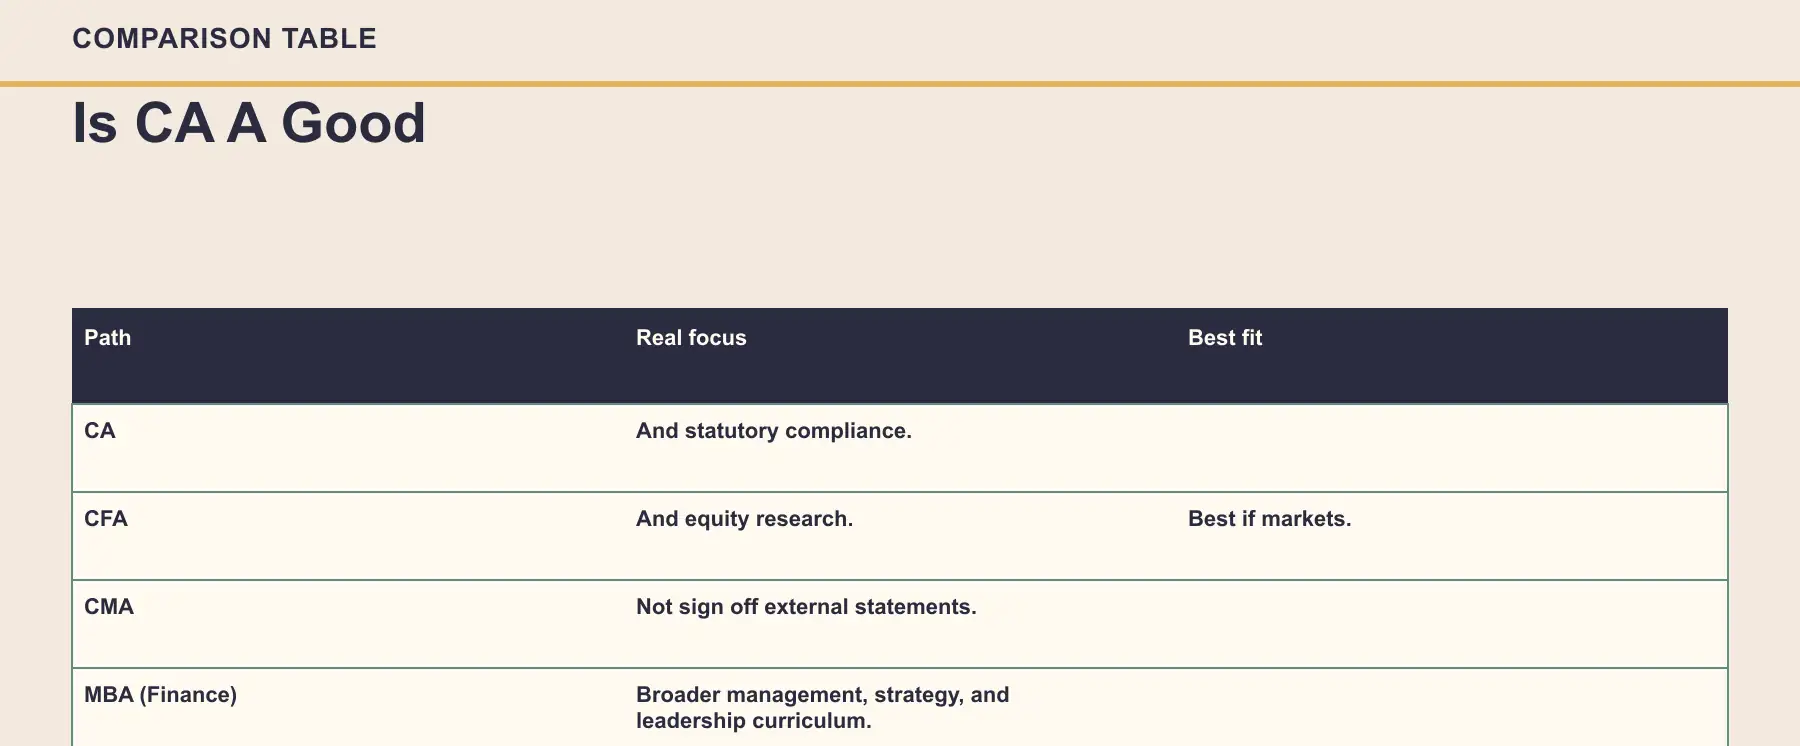 COMPARISON TABLE
Is CA A Good
Path Real focus Best fit
CA And statutory compliance.
CFA And equity research. Best if markets.
CMA Not sign off external statements.
MBA (Finance) Broader management, strategy, and
leadership curriculum.